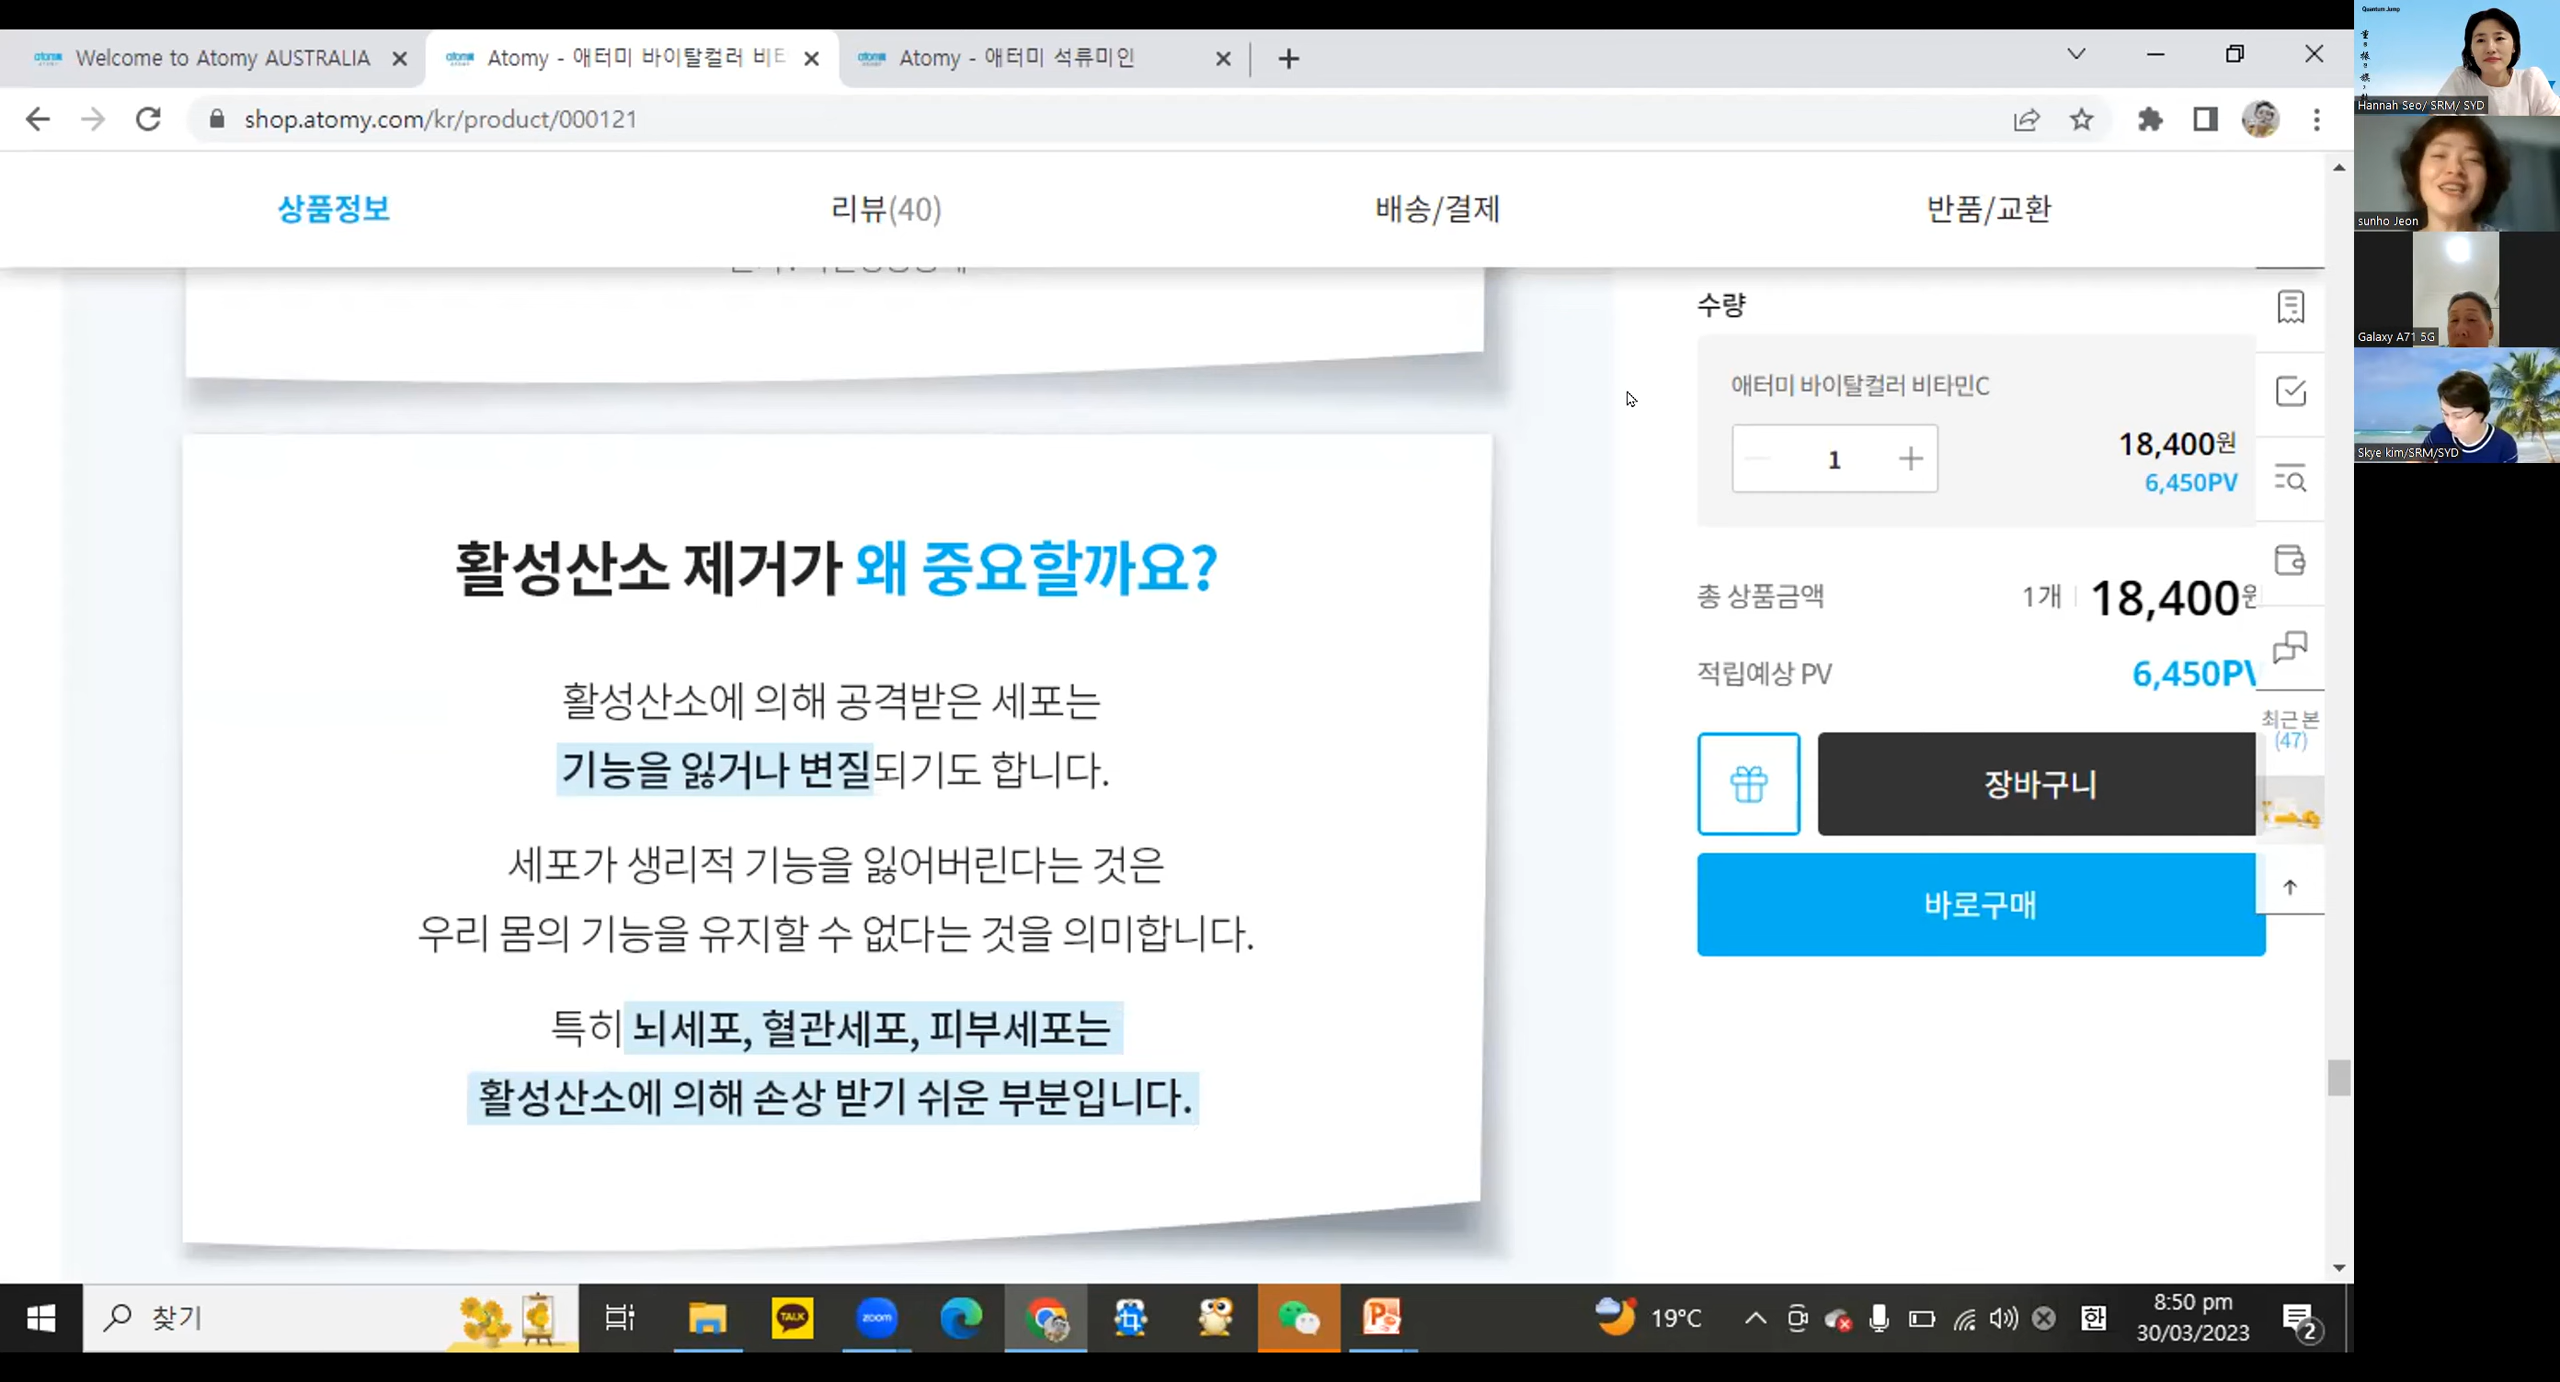 Welcome to Atomy AUSTRALIA
Atomy - 애터미 바이탈컬러 비타
Atomy - 애터미 석류미인
shop.atomy.com/kr/product/000121
상품정보
리뷰(40)
배송/결제
반품/교환
수량
애터미 바이탈컬러 비타민C
1
18,400원
6,450PV
총 상품금액
1개
18,400원
적립예상 PV
6,450PV
장바구니
바로구매
최근 본
(47)
활성산소 제거가 왜 중요할까요?
활성산소에 의해 공격받은 세포는
기능을 잃거나 변질되기도 합니다.
세포가 생리적 기능을 잃어버린다는 것은
우리 몸의 기능을 유지할 수 없다는 것을 의미합니다.
특히 뇌세포, 혈관세포, 피부세포는
활성산소에 의해 손상 받기 쉬운 부분입니다.
찾기
TALK
zoom
19°C
한
8:50 pm
30/03/2023
2
Quantum Jump
Hannah Seo/ SRM/ SYD
sunho Jeon
Galaxy A71 5G
Skye kim/SRM/SYD